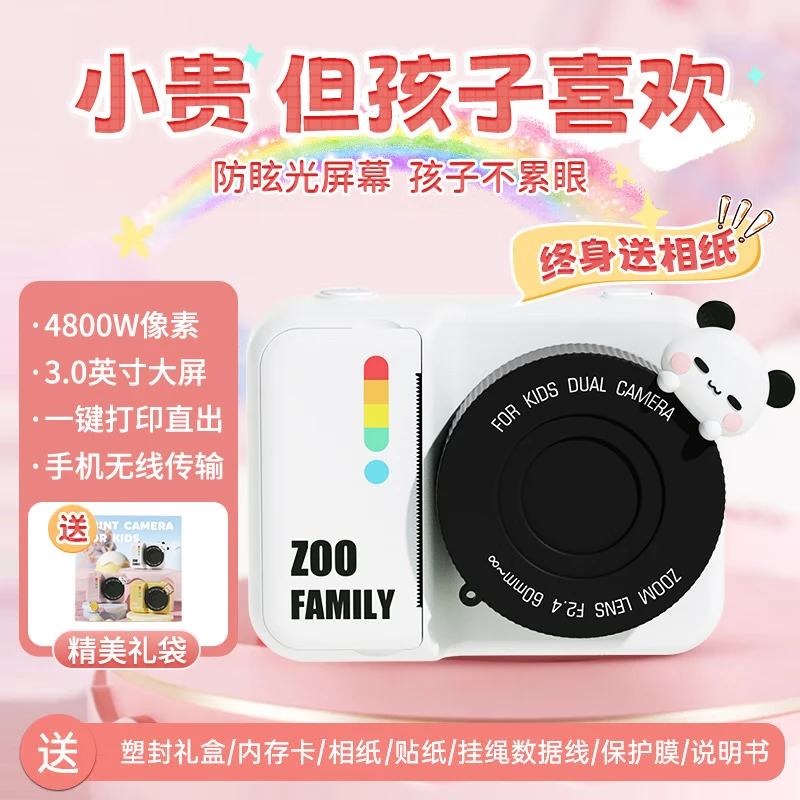 小贵 但孩子喜欢
防眩光屏幕 孩子不累眼
终身送相纸!!!
·4800W像素
·3.0英寸大屏
·一键打印直出
·手机无线传输
FOR KIDS DUAL CAMERA
ZOOM LENS F2.4 60mm~∞
ZOO
FAMILY
送
INT CAMERA
OR KIDS
精美礼袋
送
塑封礼盒/内存卡/相纸/贴纸/挂绳数据线/保护膜/说明书